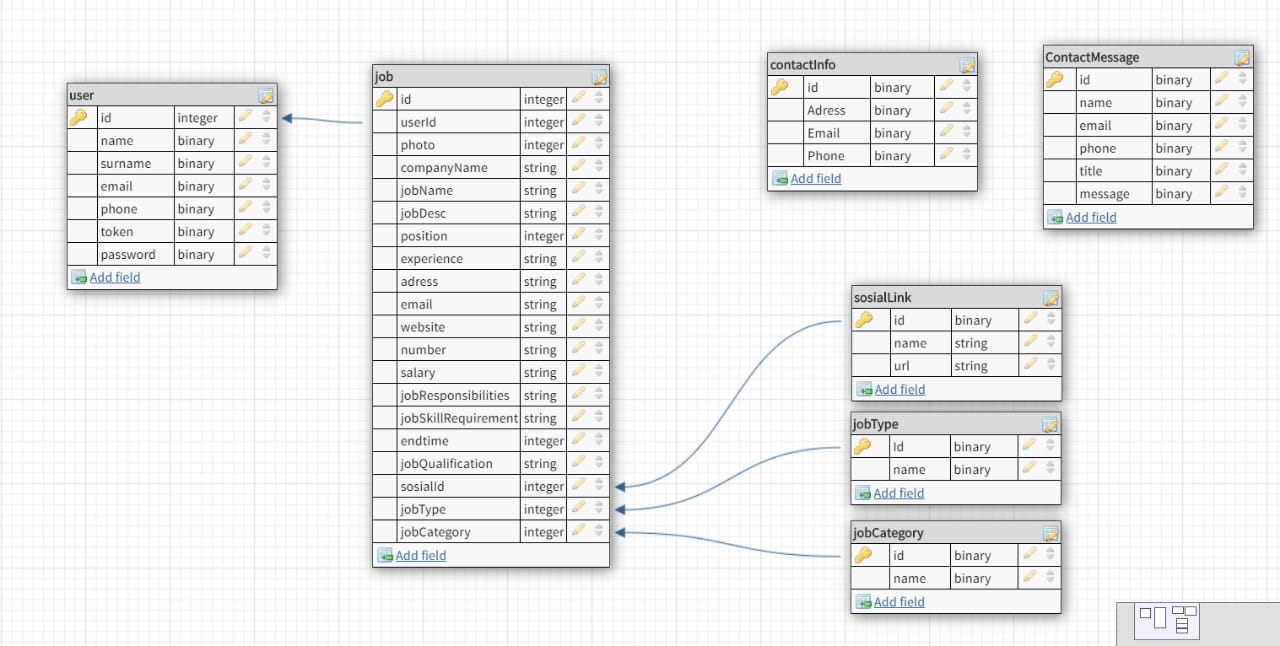 user
id integer
name binary
surname binary
email binary
phone binary
token binary
password binary
Add field
job
id integer
userId integer
photo integer
companyName string
jobName string
jobDesc string
position integer
experience string
adress string
email string
website string
number string
salary string
jobResponsibilities string
jobSkillRequirement string
endtime integer
jobQualification string
sosialId integer
jobType integer
jobCategory integer
Add field
contactInfo
id binary
Adress binary
Email binary
Phone binary
Add field
ContactMessage
id binary
name binary
email binary
phone binary
title binary
message binary
Add field
sosialLink
id binary
name string
url string
Add field
jobType
Id binary
name binary
Add field
jobCategory
id binary
name binary
Add field